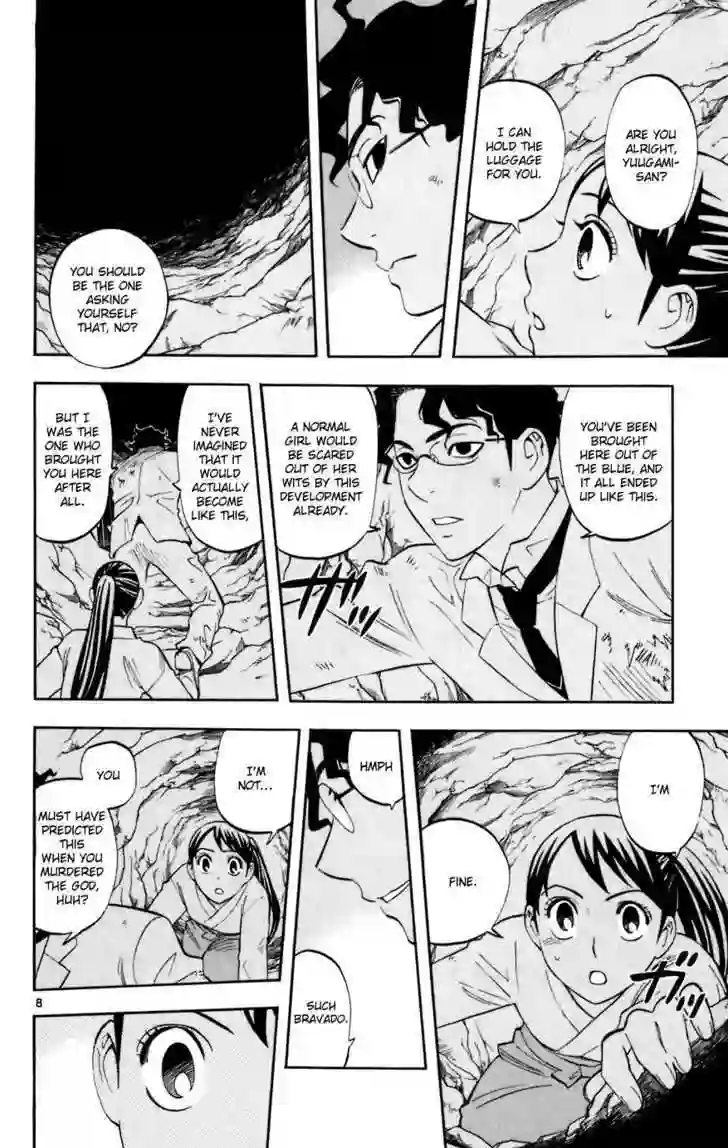 ARE YOU
ALRIGHT,
YUUGAMI-
SAN?
I CAN
HOLD THE
LUGGAGE
FOR YOU.
YOU SHOULD
BE THE ONE
ASKING
YOURSELF
THAT, NO?
YOU'VE BEEN
BROUGHT
HERE OUT OF
THE BLUE, AND
IT ALL ENDED
UP LIKE THIS.
A NORMAL
GIRL WOULD
BE SCARED
OUT OF HER
WITS BY THIS
DEVELOPMENT
ALREADY.
ガッ
I'VE
NEVER
IMAGINED
THAT IT
WOULD
ACTUALLY
BECOME
LIKE THIS,
BUT I
WAS THE
ONE WHO
BROUGHT
YOU HERE
AFTER
ALL.
I'M
FINE.
ガッ
HMPH
SUCH
BRAVADO.
I'M
NOT...
YOU
MUST HAVE
PREDICTED
THIS
WHEN YOU
MURDERED
THE GOD,
HUH?
8